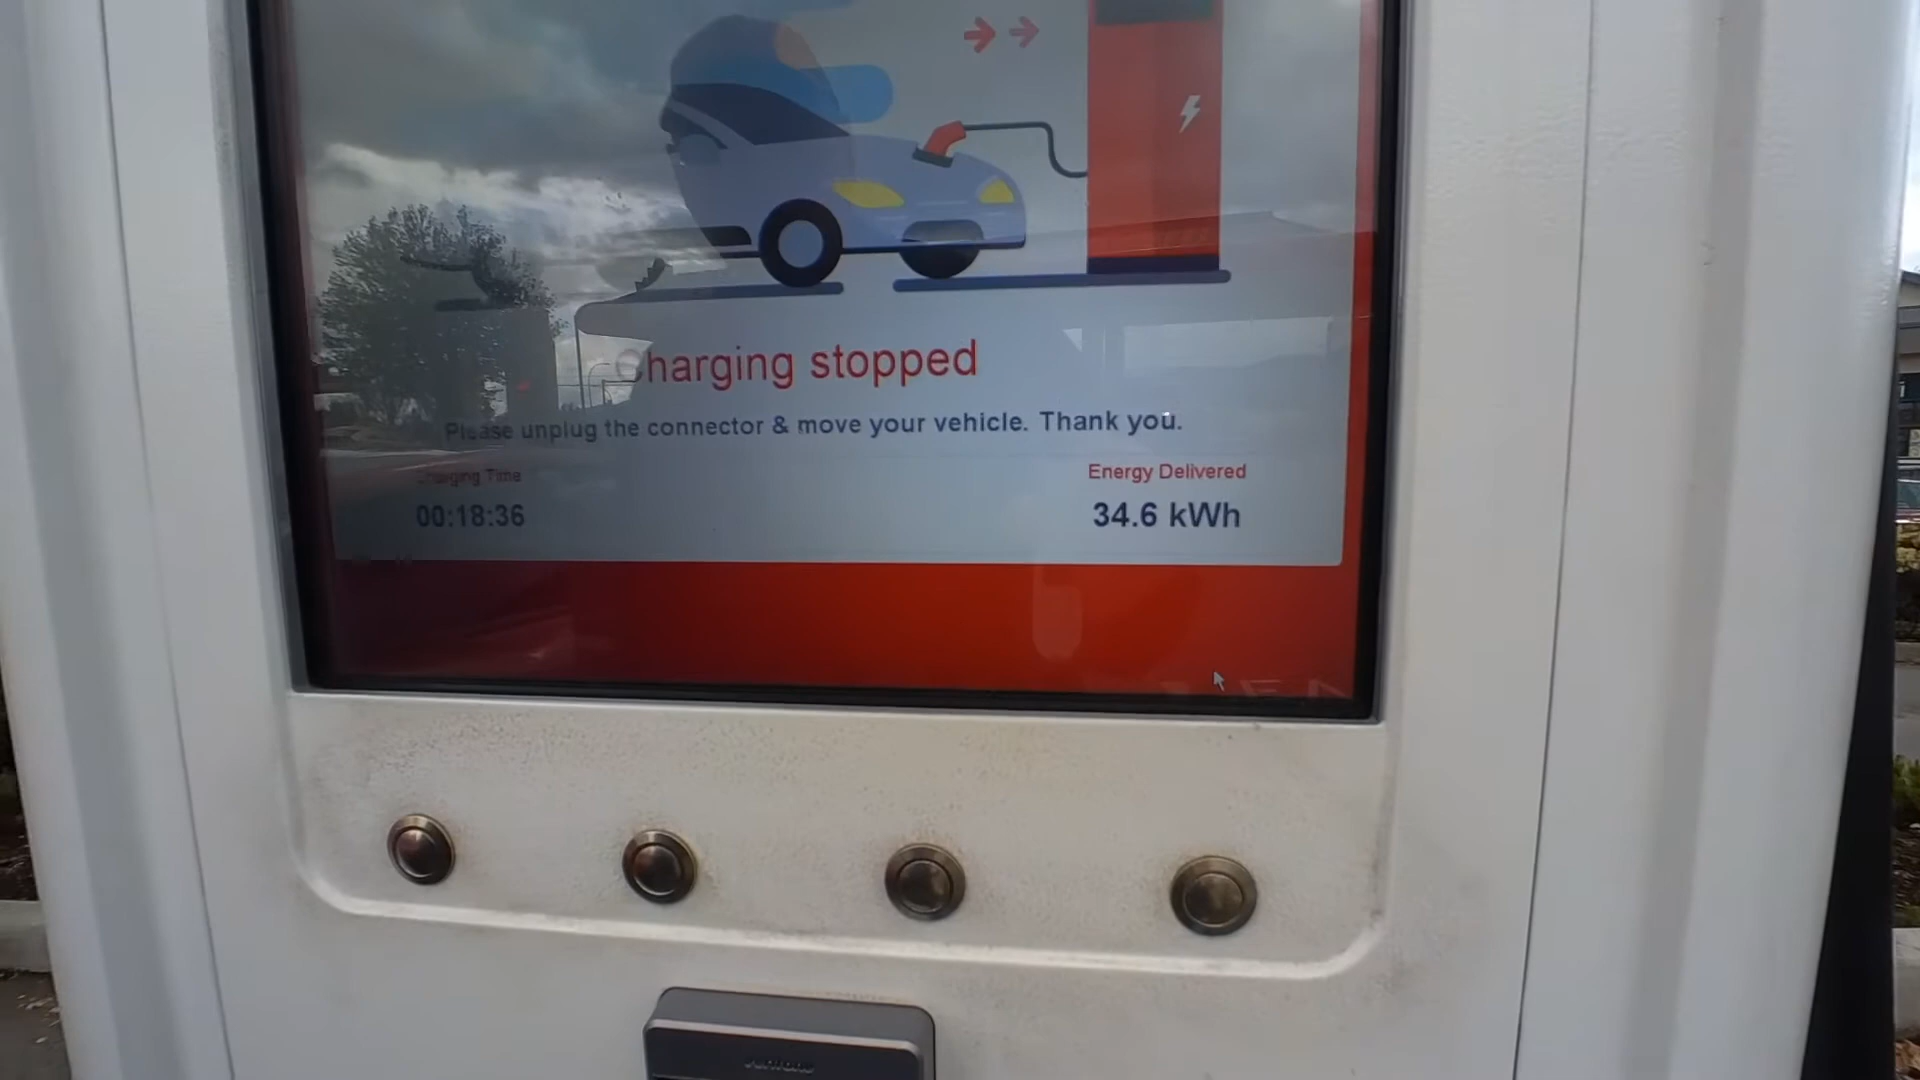 Charging stopped
Please unplug the connector & move your vehicle. Thank you.
Charging Time
Energy Delivered
00:18:36
34.6 kWh